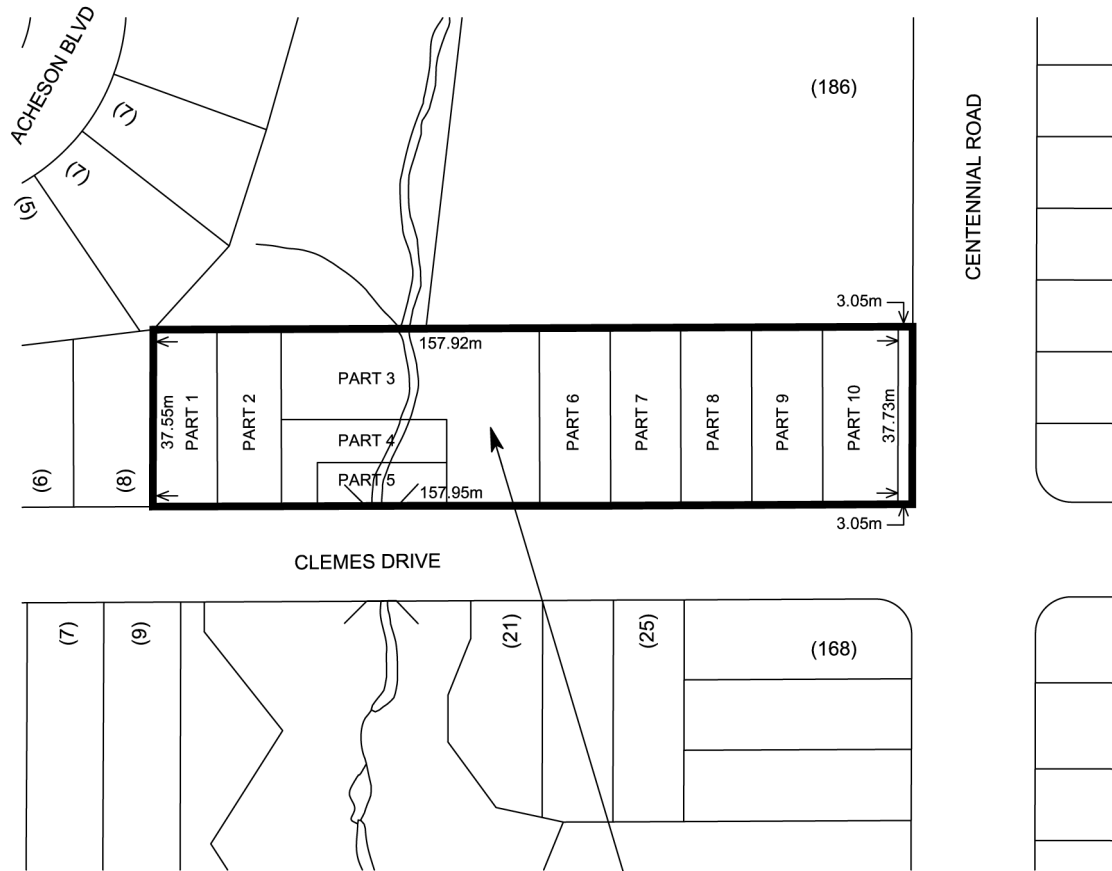 ACHESON BLVD
(7)
(7)
(5)
(186)
CENTENNIAL ROAD
3.05m
157.92m
PART 3
37.55m
PART 1
PART 2
PART 4
PART 5
157.95m
PART 6
PART 7
PART 8
PART 9
PART 10
37.73m
(6)
(8)
3.05m
CLEMES DRIVE
(7)
(9)
(21)
(25)
(168)